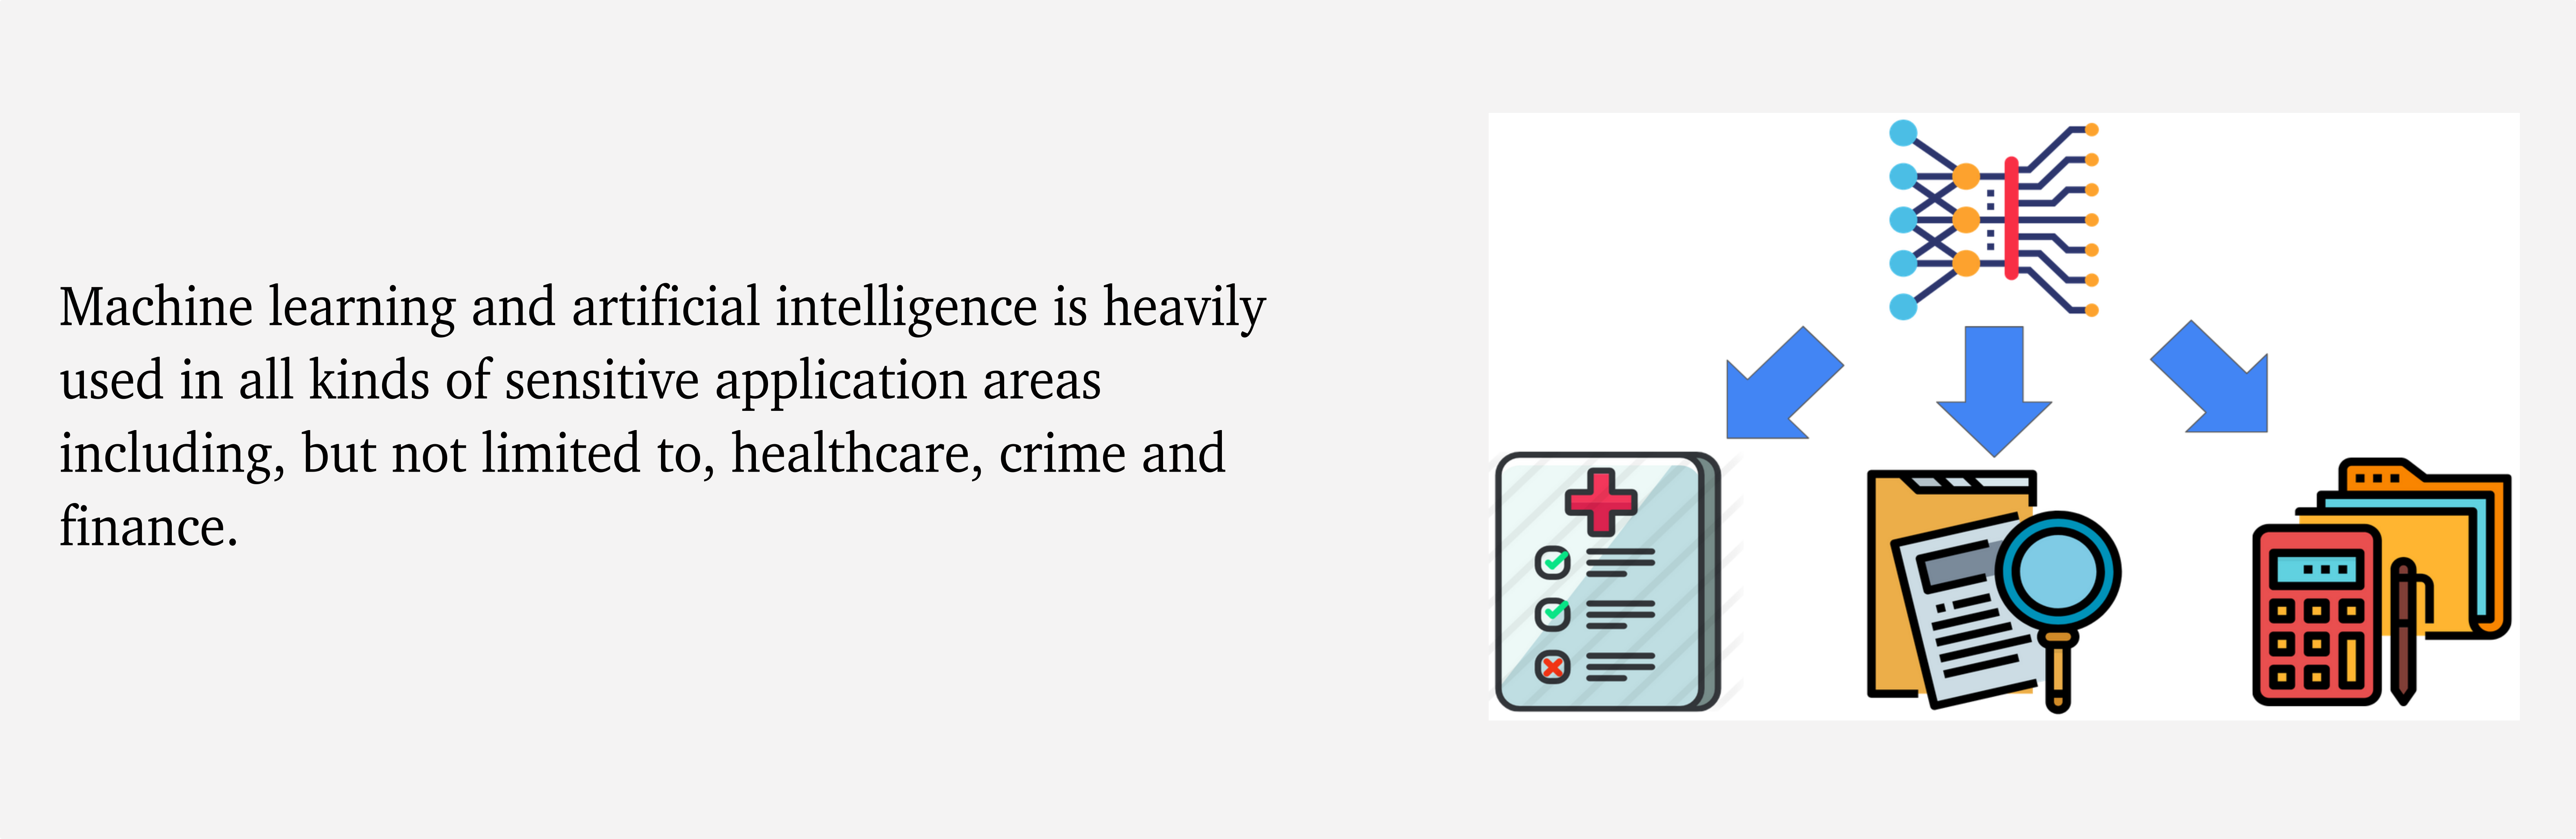 Machine learning and artificial intelligence is heavily
used in all kinds of sensitive application areas
including, but not limited to, healthcare, crime and
finance.